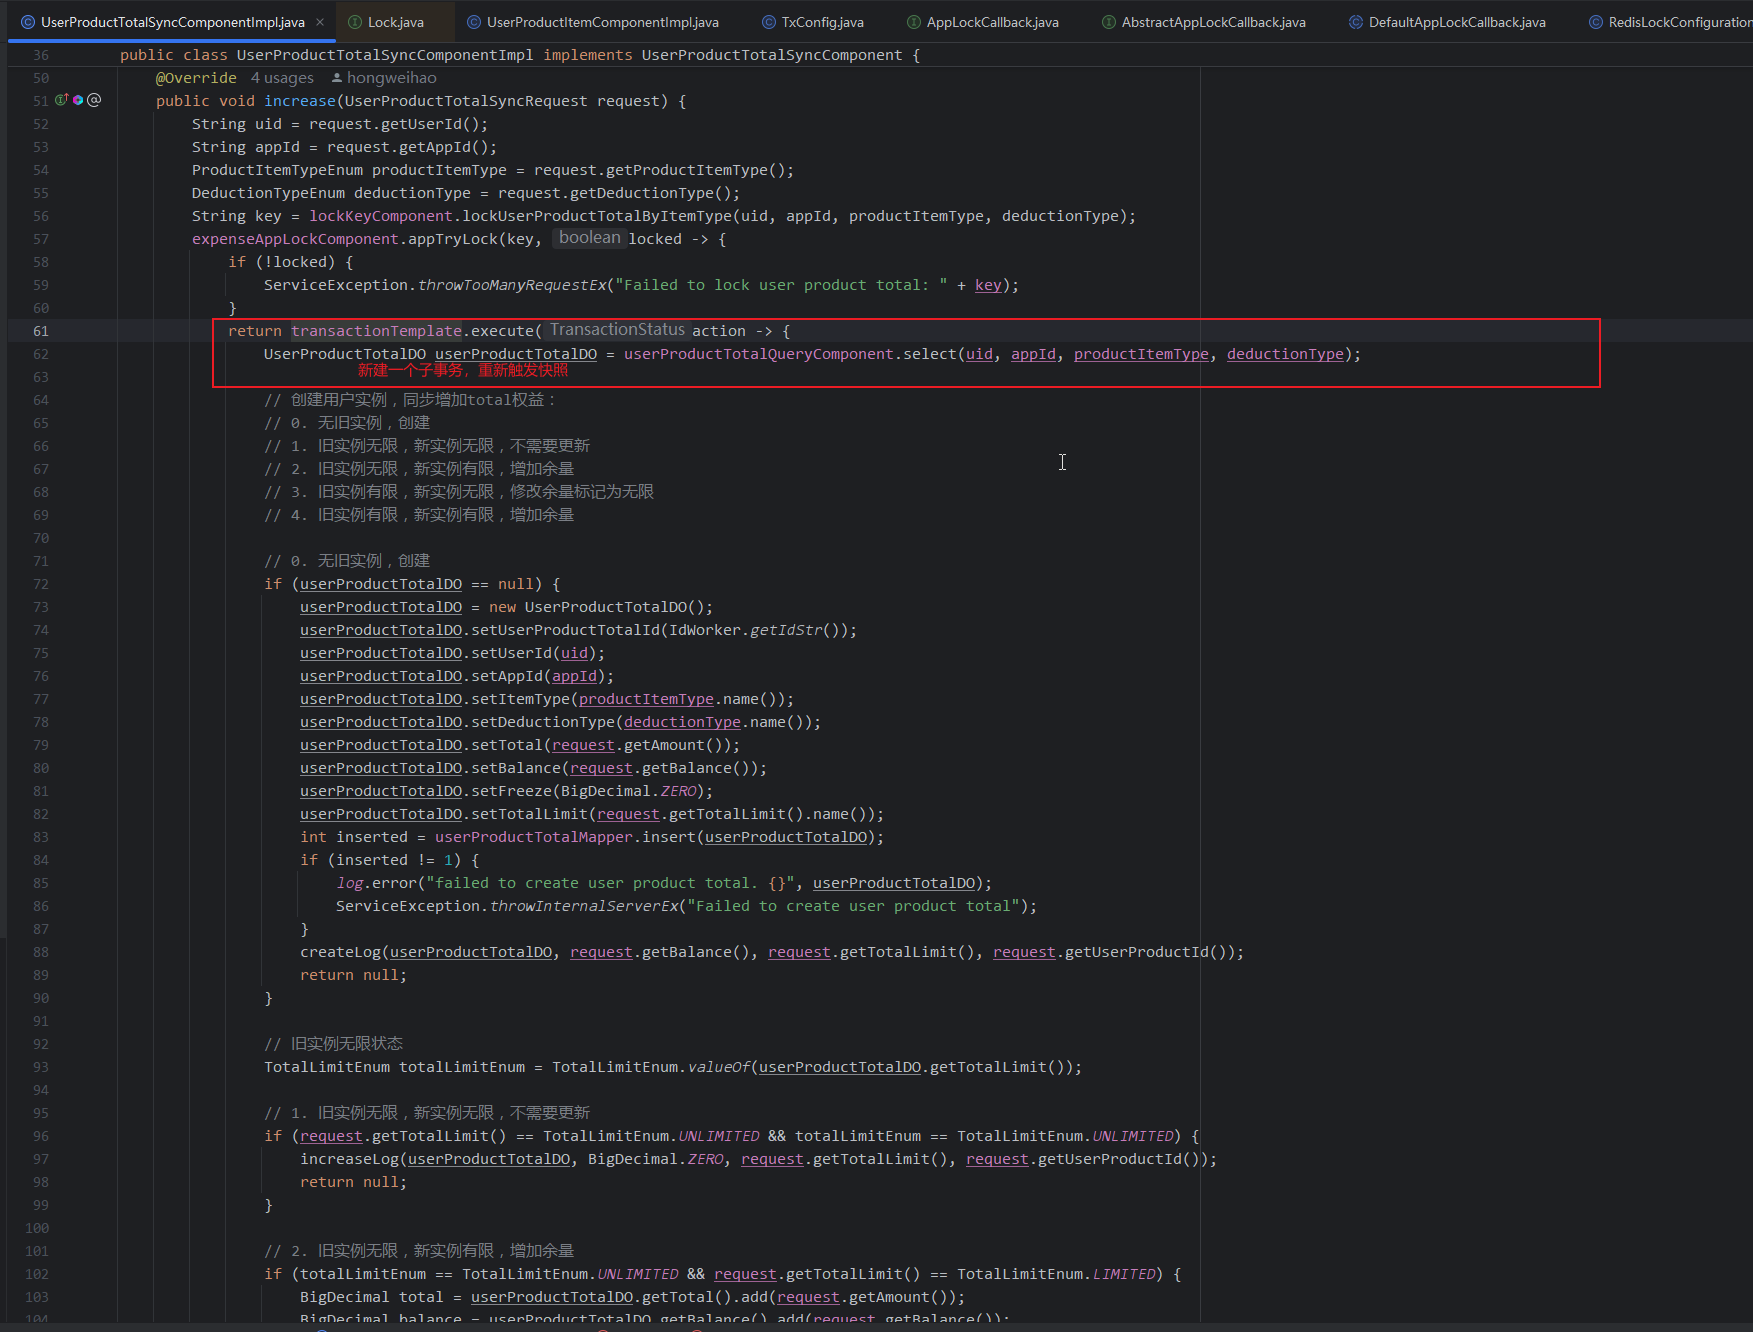 UserProductTotalSyncComponentImpl.java × Lock.java UserProductItemComponentImpl.java TxConfig.java AppLockCallback.java AbstractAppLockCallback.java DefaultAppLockCallback.java RedisLockConfiguration
36 public class UserProductTotalSyncComponentImpl implements UserProductTotalSyncComponent {
50 @Override 4 usages hongweihao
51 public void increase(UserProductTotalSyncRequest request) {
52 String uid = request.getUserId();
53 String appId = request.getAppId();
54 ProductItemTypeEnum productItemType = request.getProductItemType();
55 DeductionTypeEnum deductionType = request.getDeductionType();
56 String key = lockKeyComponent.lockUserProductTotalByItemType(uid, appId, productItemType, deductionType);
57 expenseAppLockComponent.appTryLock(key, boolean locked -> {
58 if (!locked) {
59 ServiceException.throwTooManyRequestEx("Failed to lock user product total: " + key);
60 }
61 return transactionTemplate.execute( TransactionStatus action -> {
62 UserProductTotalDO userProductTotalDO = userProductTotalQueryComponent.select(uid, appId, productItemType, deductionType);
新建一个子事务，重新触发快照
63
64 // 创建用户实例，同步增加total权益：
65 // 0. 无旧实例，创建
66 // 1. 旧实例无限，新实例无限，不需要更新
67 // 2. 旧实例无限，新实例有限，增加余量
68 // 3. 旧实例有限，新实例无限，修改余量标记为无限
69 // 4. 旧实例有限，新实例有限，增加余量
70
71 // 0. 无旧实例，创建
72 if (userProductTotalDO == null) {
73 userProductTotalDO = new UserProductTotalDO();
74 userProductTotalDO.setUserProductTotalId(IdWorker.getIdStr());
75 userProductTotalDO.setUserId(uid);
76 userProductTotalDO.setAppId(appId);
77 userProductTotalDO.setItemType(productItemType.name());
78 userProductTotalDO.setDeductionType(deductionType.name());
79 userProductTotalDO.setTotal(request.getAmount());
80 userProductTotalDO.setBalance(request.getBalance());
81 userProductTotalDO.setFreeze(BigDecimal.ZERO);
82 userProductTotalDO.setTotalLimit(request.getTotalLimit().name());
83 int inserted = userProductTotalMapper.insert(userProductTotalDO);
84 if (inserted != 1) {
85 log.error("failed to create user product total. {}", userProductTotalDO);
86 ServiceException.throwInternalServerEx("Failed to create user product total");
87 }
88 createLog(userProductTotalDO, request.getBalance(), request.getTotalLimit(), request.getUserProductId());
89 return null;
90 }
91
92 // 旧实例无限状态
93 TotalLimitEnum totalLimitEnum = TotalLimitEnum.valueOf(userProductTotalDO.getTotalLimit());
94
95 // 1. 旧实例无限，新实例无限，不需要更新
96 if (request.getTotalLimit() == TotalLimitEnum.UNLIMITED && totalLimitEnum == TotalLimitEnum.UNLIMITED) {
97 increaseLog(userProductTotalDO, BigDecimal.ZERO, request.getTotalLimit(), request.getUserProductId());
98 return null;
99 }
100
101 // 2. 旧实例无限，新实例有限，增加余量
102 if (totalLimitEnum == TotalLimitEnum.UNLIMITED && request.getTotalLimit() == TotalLimitEnum.LIMITED) {
103 BigDecimal total = userProductTotalDO.getTotal().add(request.getAmount());
104 BigDecimal balance = userProductTotalDO.getBalance().add(request.getBalance());